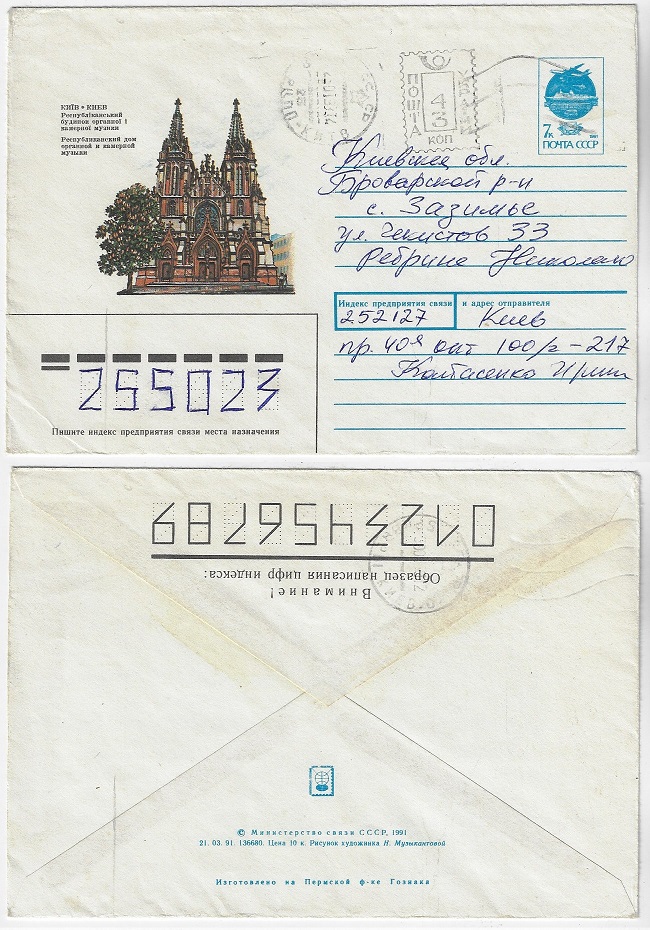 КИЇВ • КИЕВ
Республіканський
будинок органної і
камерної музики
Республиканский дом
органной и камерной
музыки
ПОШТА
43
КОП
7к
1991
ПОЧТА СССР
Киевская обл.
Броварской р-н
с. Зазимье
ул. Чекистов 33
Николаю
Индекс предприятия связи и адрес отправителя
252127 Киев
пр. 40я окт 100/2-217
255023
Пишите индекс предприятия связи места назначения
Внимание!
Образец написания цифр индекса:
0123456789
© Министерство связи СССР, 1991
21. 03. 91. 136680. Цена 10 к. Рисунок художника Н. Музыкантовой
Изготовлено на Пермской ф-ке Гознака